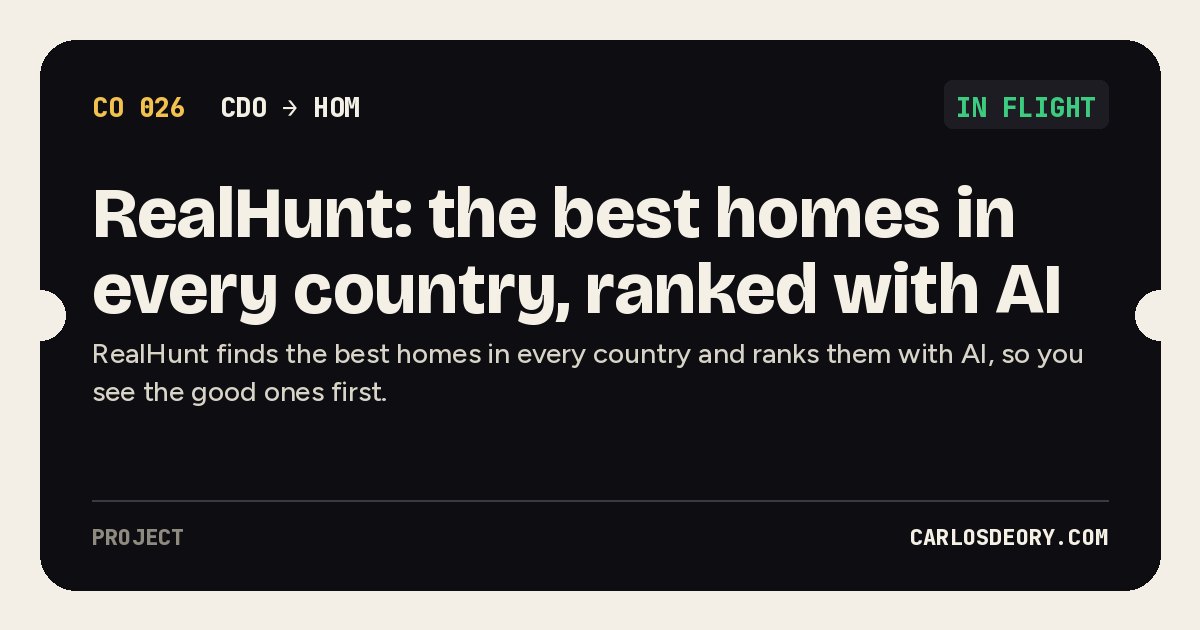 CO 026 CDO → HOM
IN FLIGHT
RealHunt: the best homes in
every country, ranked with AI
RealHunt finds the best homes in every country and ranks them with AI, so you
see the good ones first.
PROJECT
CARLOSDEORY.COM